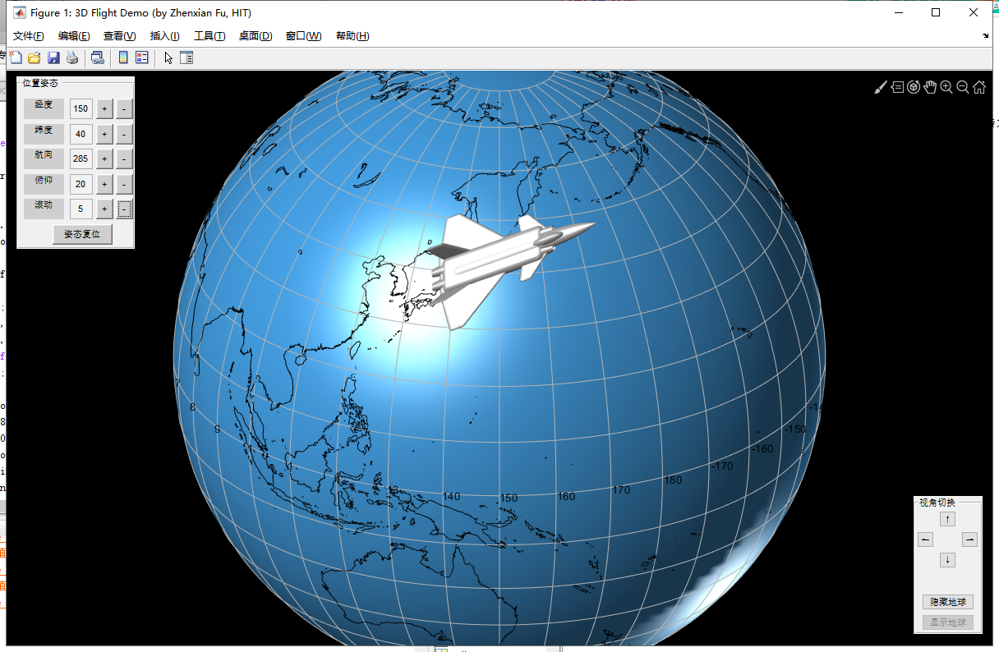 Figure 1: 3D Flight Demo (by Zhenxian Fu, HIT)
文件(F) 编辑(E) 查看(V) 插入(I) 工具(T) 桌面(D) 窗口(W) 帮助(H)
位置姿态
经度 150 + -
纬度 40 + -
航向 285 + -
俯仰 20 + -
滚动 5 + -
姿态复位
8
9
140
150
160
170
180
-170
-160
-150
视角切换
↑
← →
↓
隐藏地球
显示地球